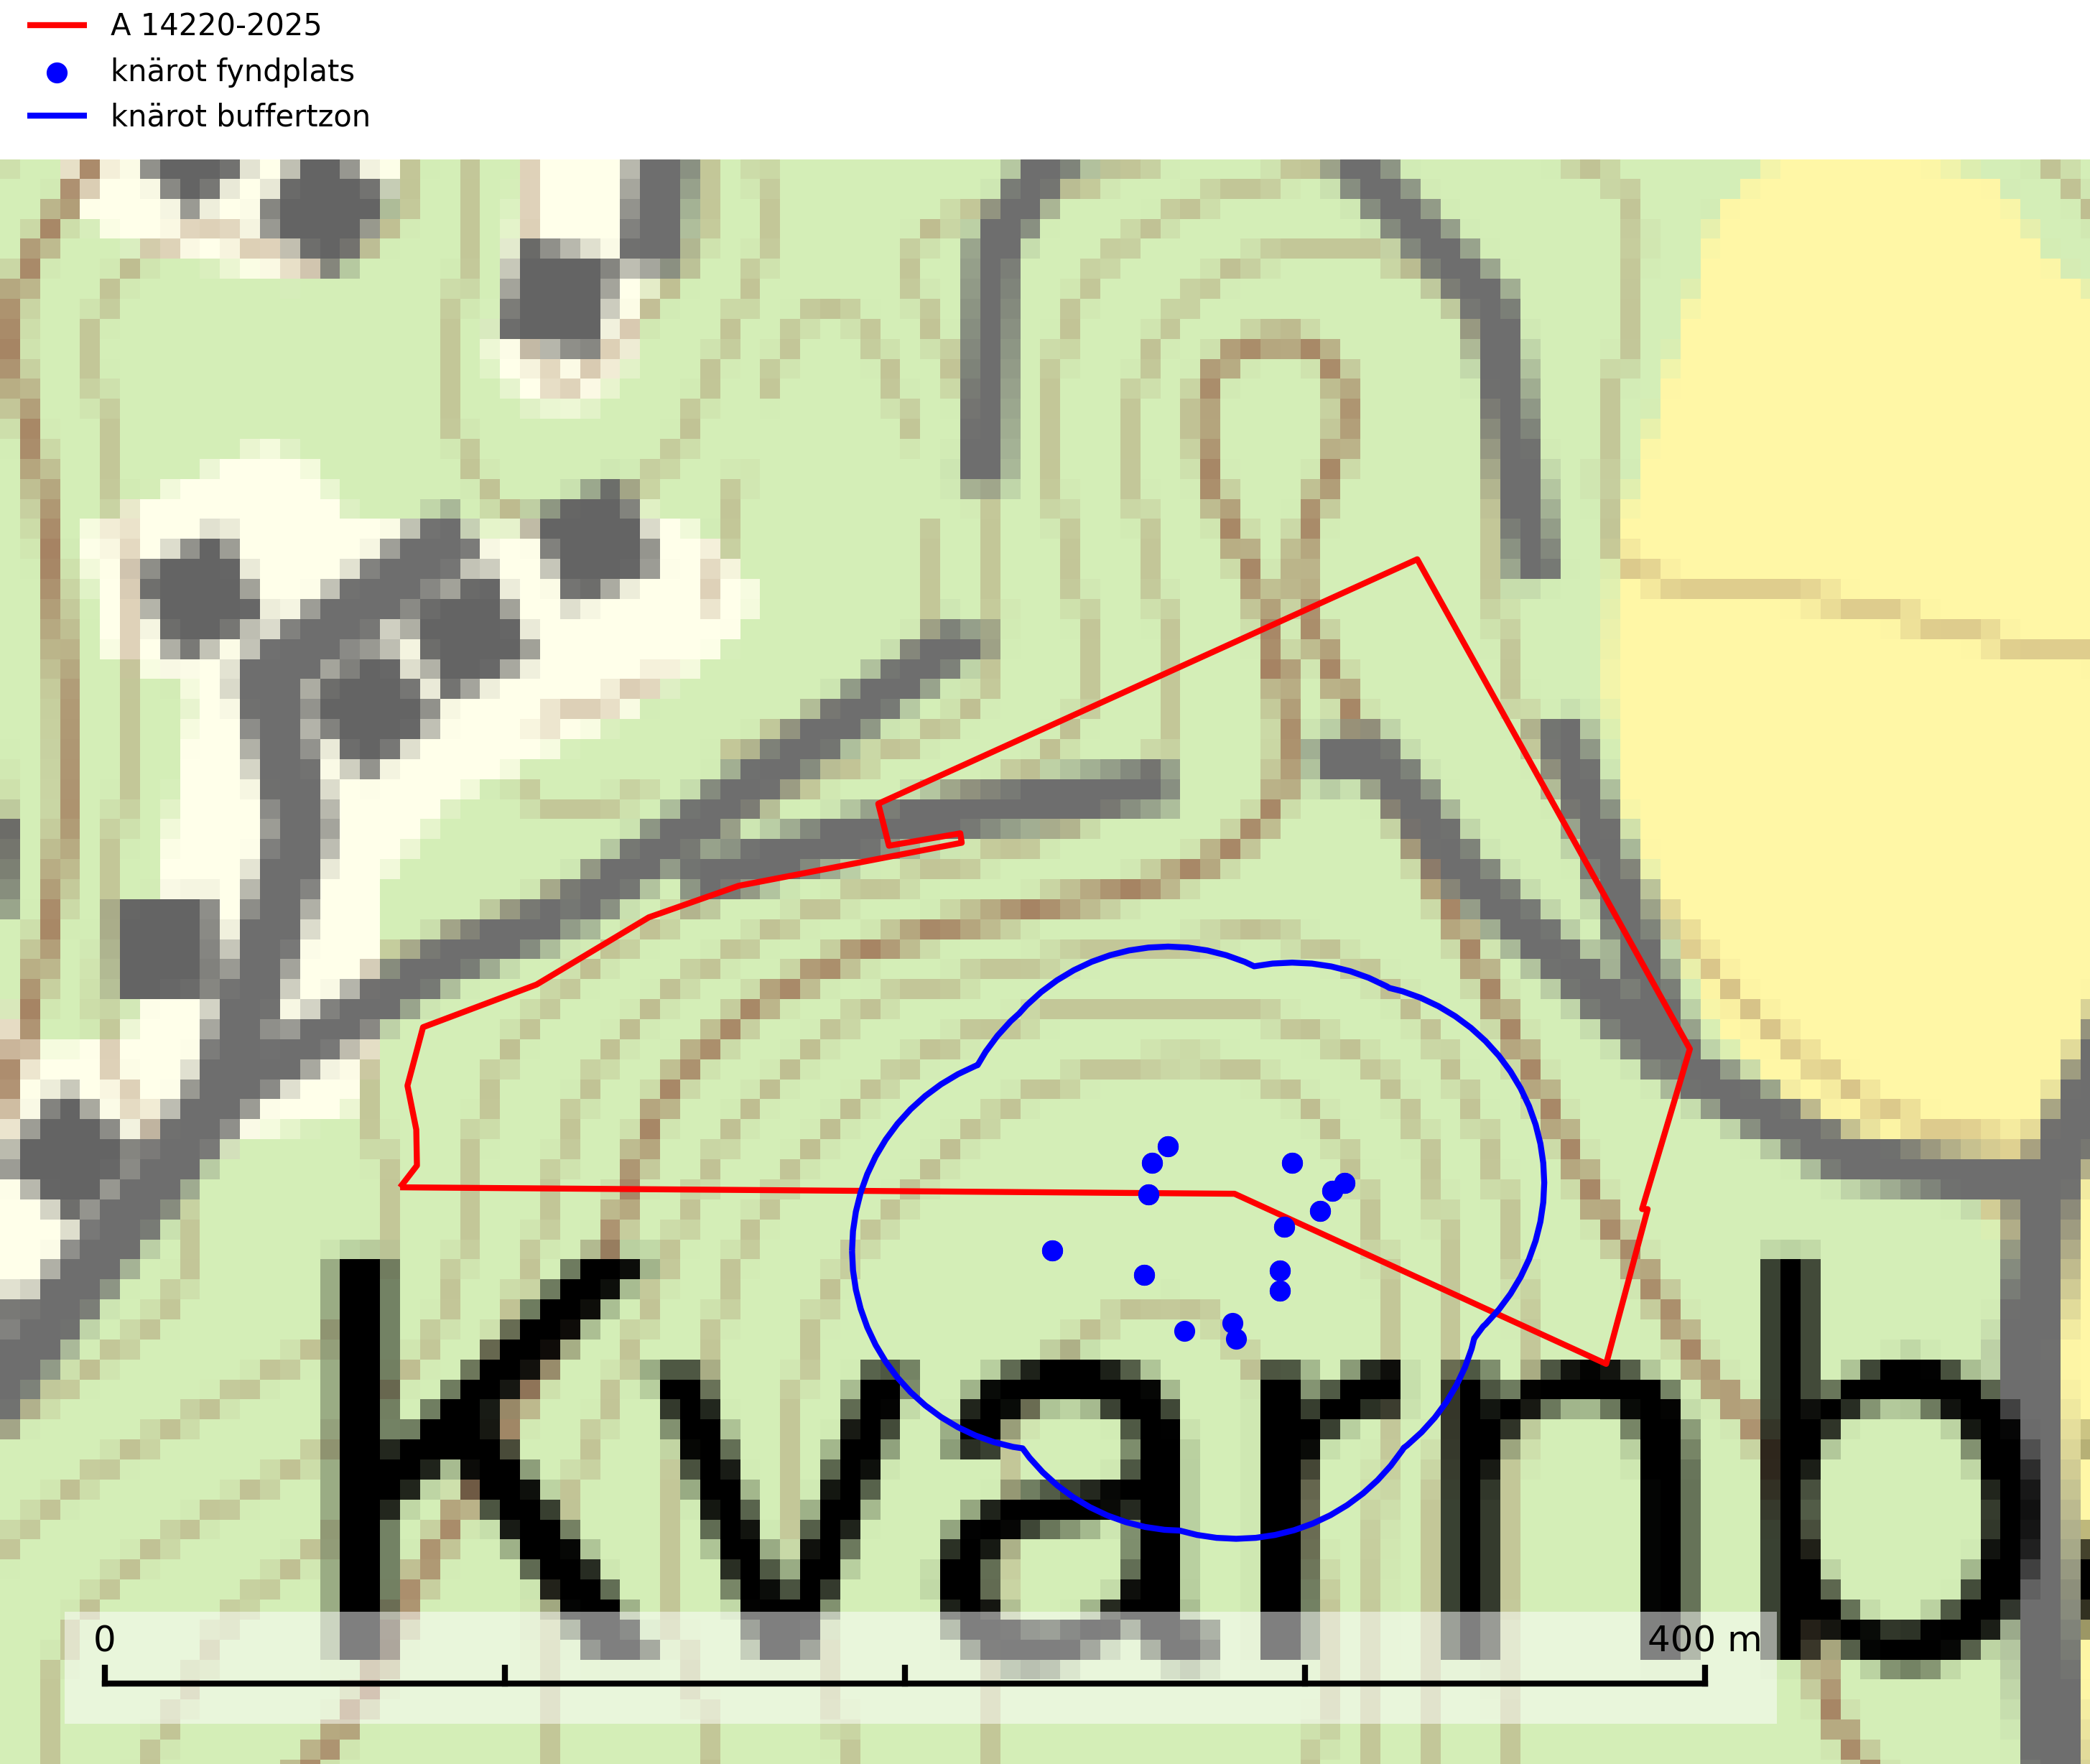 A 14220-2025
knärot fyndplats
knärot buffertzon
Kvarnb
0 400 m